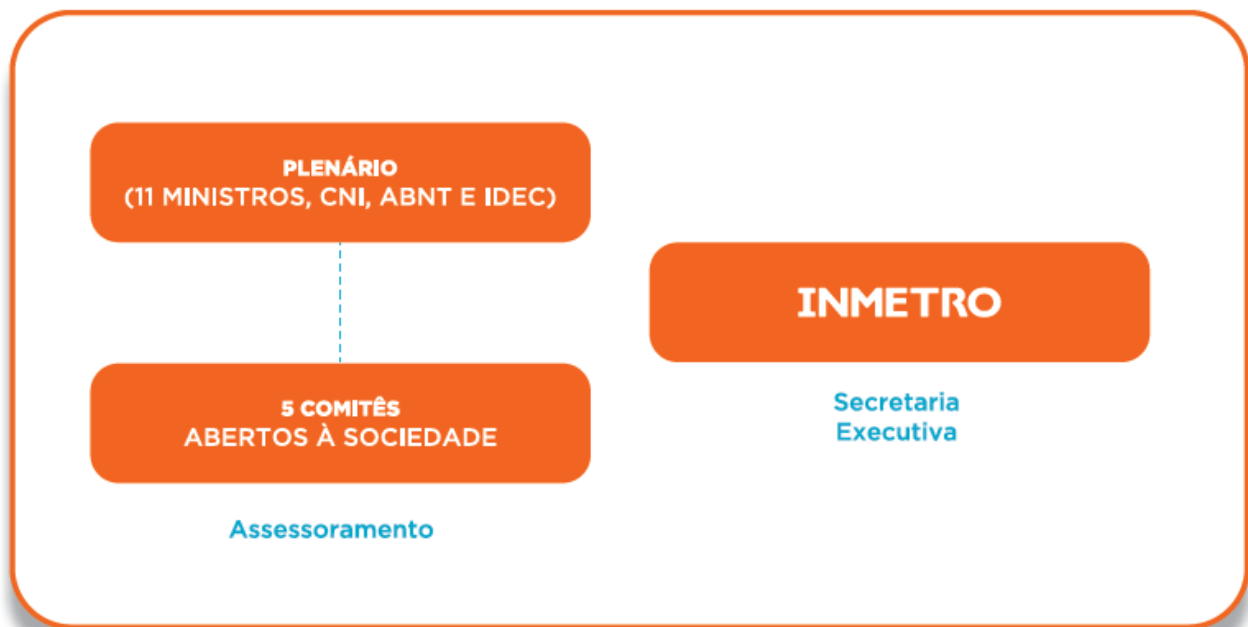 PLENÁRIO
(11 MINISTROS, CNI, ABNT E IDEC)
5 COMITÊS
ABERTOS À SOCIEDADE
Assessoramento
INMETRO
Secretaria
Executiva